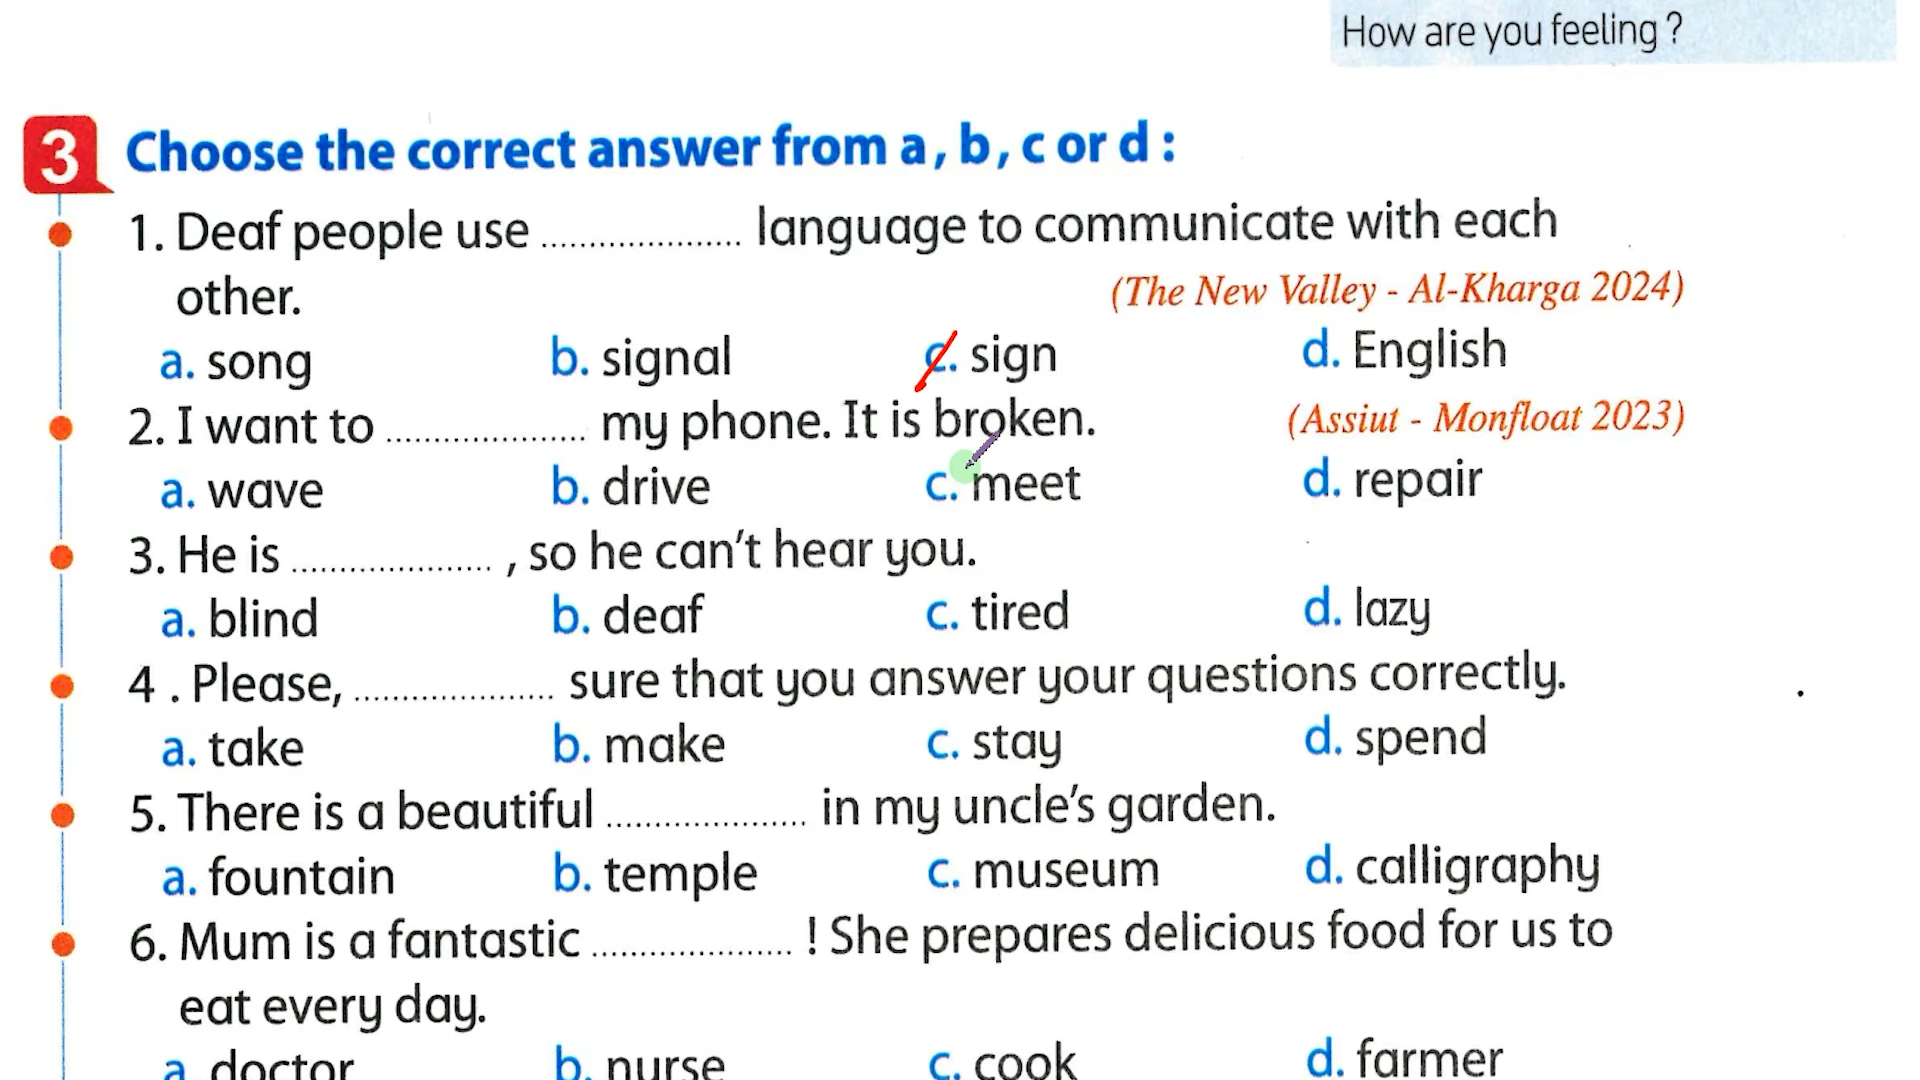 How are you feeling ?
3 Choose the correct answer from a , b , c or d :
1. Deaf people use .................... language to communicate with each
other. (The New Valley - Al-Kharga 2024)
a. song b. signal c. sign d. English
2. I want to .................... my phone. It is broken. (Assiut - Monfloat 2023)
a. wave b. drive c. meet d. repair
3. He is .................... , so he can't hear you.
a. blind b. deaf c. tired d. lazy
4 . Please, .................... sure that you answer your questions correctly.
a. take b. make c. stay d. spend
5. There is a beautiful .................... in my uncle's garden.
a. fountain b. temple c. museum d. calligraphy
6. Mum is a fantastic .................... ! She prepares delicious food for us to
eat every day.
a. doctor b. nurse c. cook d. farmer